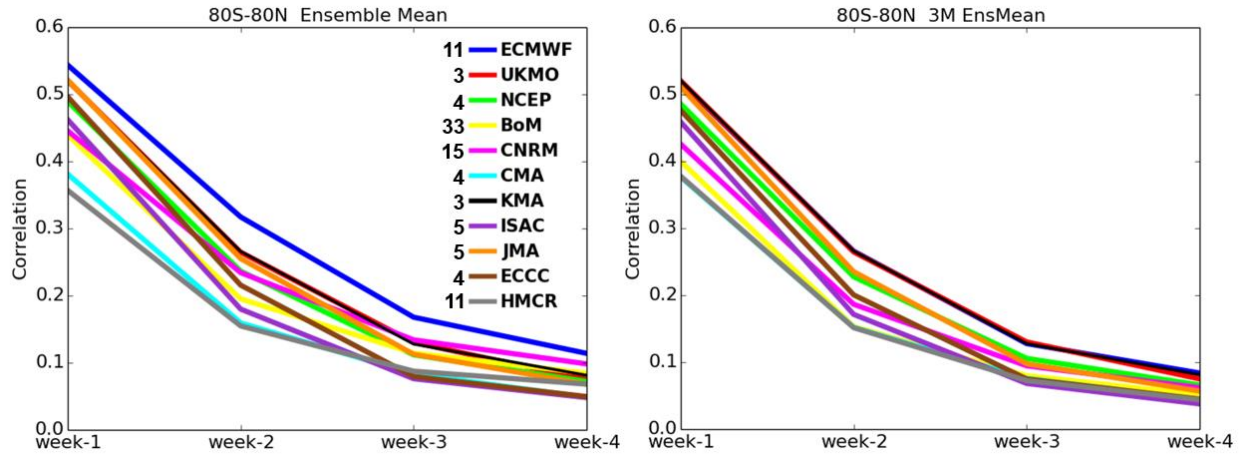 80S-80N Ensemble Mean
0.6
0.5
0.4
0.3
0.2
0.1
0.0
Correlation
week-1 week-2 week-3 week-4
11 ECMWF
3 UKMO
4 NCEP
33 BoM
15 CNRM
4 CMA
3 KMA
5 ISAC
5 JMA
4 ECCC
11 HMCR
80S-80N 3M EnsMean
0.6
0.5
0.4
0.3
0.2
0.1
0.0
Correlation
week-1 week-2 week-3 week-4